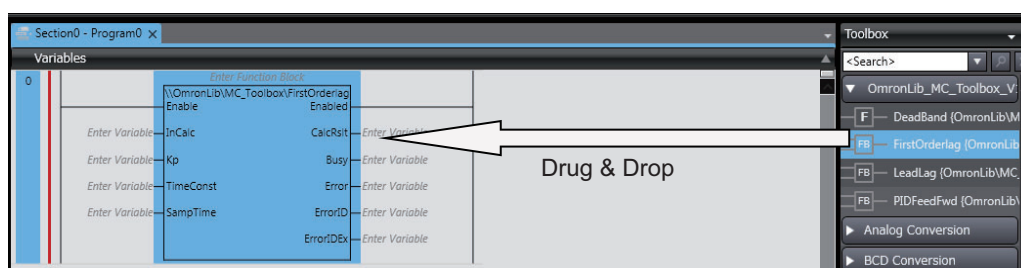 Section0 - Program0
Variables
0
Enter Function Block
\\OmronLib\MC_Toolbox\FirstOrderlag
Enable Enabled
Enter Variable InCalc CalcRslt Enter Variable
Enter Variable Kp Busy Enter Variable
Enter Variable TimeConst Error Enter Variable
Enter Variable SampTime ErrorID Enter Variable
ErrorIDEx Enter Variable
Drug & Drop
Toolbox
<Search>
OmronLib_MC_Toolbox_V
F DeadBand {OmronLib\M
FB FirstOrderlag {OmronLib
FB LeadLag {OmronLib\MC_
FB PIDFeedFwd {OmronLib\
Analog Conversion
BCD Conversion